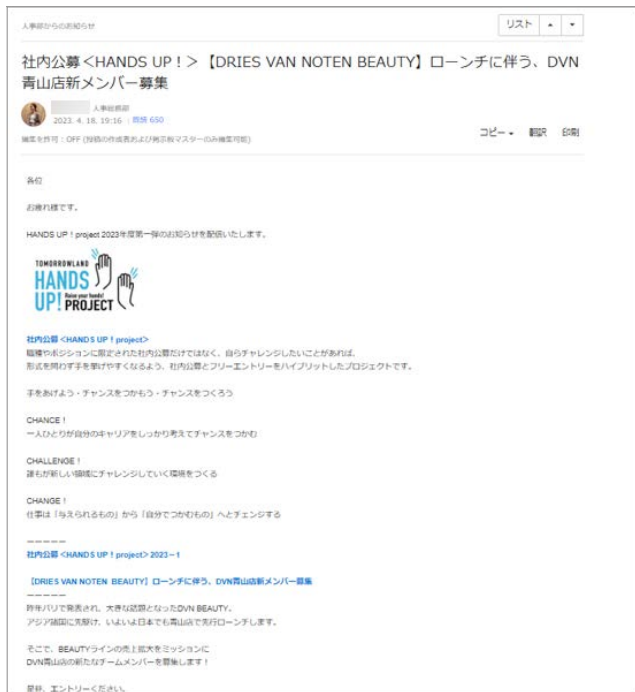 人事部からのお知らせ
リスト
社内公募＜HANDS UP！＞【DRIES VAN NOTEN BEAUTY】ローンチに伴う、DVN
青山店新メンバー募集
人事総務部
2023. 4. 18. 19:16 | 既読 650
編集を許可：OFF (投稿の作成者および掲示板マスターのみ編集可能)
コピー 翻訳 印刷
各位
お疲れ様です。
HANDS UP！project 2023年度第一弾のお知らせを配信いたします。
TOMORROWLAND
HANDS
UP! Raise your hands! PROJECT
社内公募 <HANDS UP！project>
職種やポジションに限定された社内公募だけではなく、自らチャレンジしたいことがあれば、
形式を問わず手を挙げやすくなるよう、社内公募とフリーエントリーをハイブリットしたプロジェクトです。
手をあげよう・チャンスをつかもう・チャンスをつくろう
CHANCE！
一人ひとりが自分のキャリアをしっかり考えてチャンスをつかむ
CHALLENGE！
誰もが新しい領域にチャレンジしていく環境をつくる
CHANGE！
仕事は「与えられるもの」から「自分でつかむもの」へとチェンジする
ーーーーー
社内公募 <HANDS UP！project> 2023－1
【DRIES VAN NOTEN BEAUTY】ローンチに伴う、DVN青山店新メンバー募集
ーーーーー
昨年パリで発表され、大きな話題となったDVN BEAUTY。
アジア諸国に先駆け、いよいよ日本でも青山店で先行ローンチします。
そこで、BEAUTYラインの売上拡大をミッションに
DVN青山店の新たなチームメンバーを募集します！
是非、エントリーください。